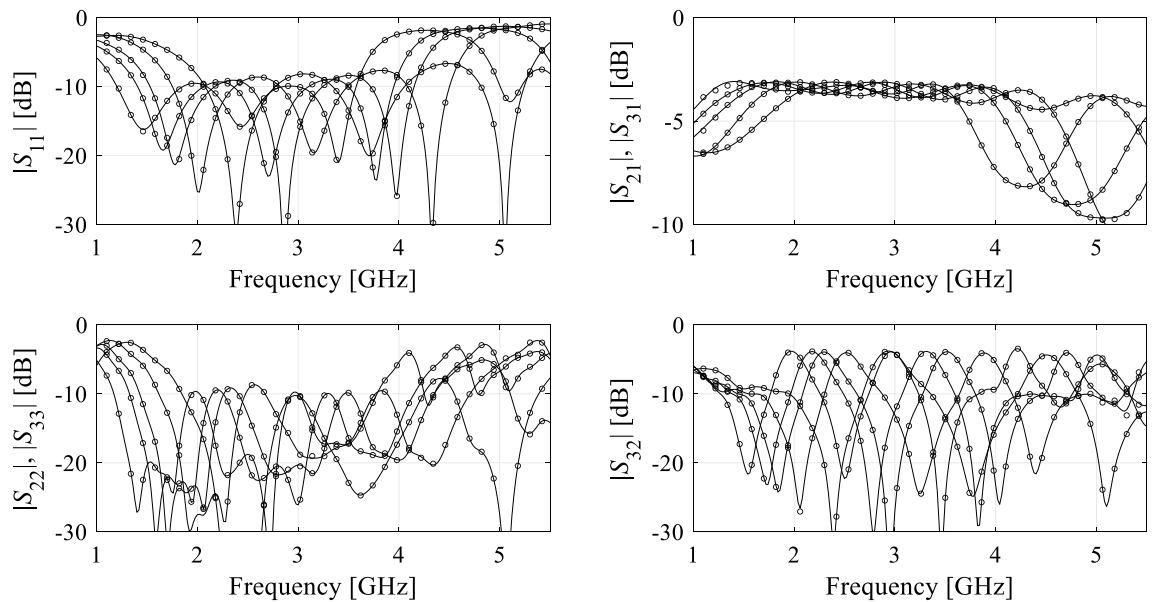 0
-10
-20
-30
|S11| [dB]
1 2 3 4 5
Frequency [GHz]
0
-5
-10
|S21|, |S31| [dB]
1 2 3 4 5
Frequency [GHz]
0
-10
-20
-30
|S22|, |S33| [dB]
1 2 3 4 5
Frequency [GHz]
0
-10
-20
-30
|S32| [dB]
1 2 3 4 5
Frequency [GHz]